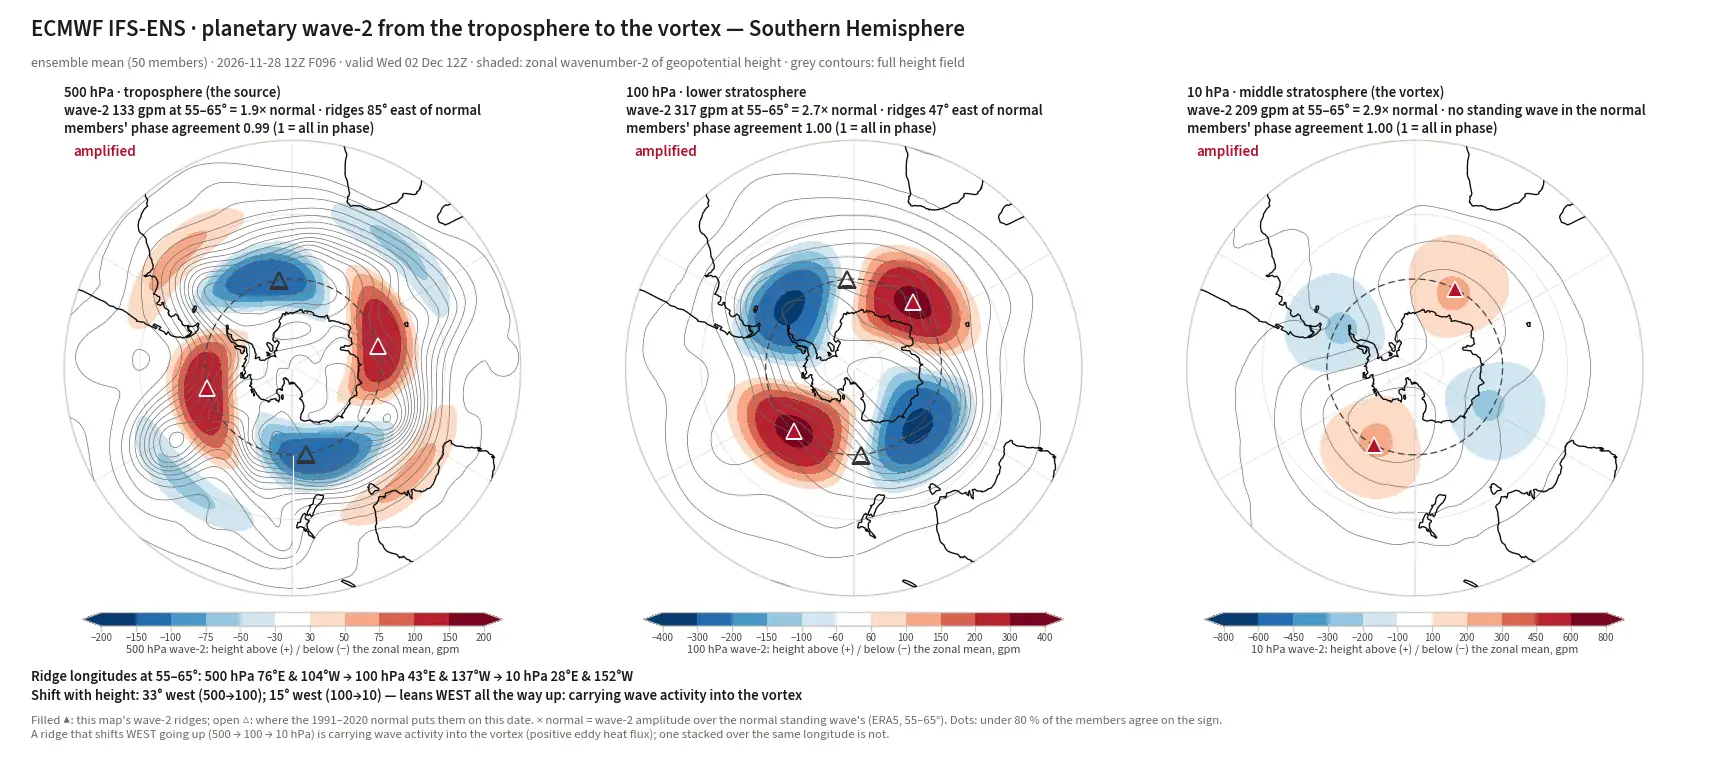 ECMWF IFS-ENS · planetary wave-2 from the troposphere to the vortex — Southern Hemisphere
ensemble mean (50 members) · 2026-11-28 12Z F096 · valid Wed 02 Dec 12Z · shaded: zonal wavenumber-2 of geopotential height · grey contours: full height field
500 hPa · troposphere (the source)
wave-2 133 gpm at 55–65° = 1.9× normal · ridges 85° east of normal
members' phase agreement 0.99 (1 = all in phase)
amplified
100 hPa · lower stratosphere
wave-2 317 gpm at 55–65° = 2.7× normal · ridges 47° east of normal
members' phase agreement 1.00 (1 = all in phase)
amplified
10 hPa · middle stratosphere (the vortex)
wave-2 209 gpm at 55–65° = 2.9× normal · no standing wave in the normal
members' phase agreement 1.00 (1 = all in phase)
amplified
−200 −150 −100 −75 −50 −30 30 50 75 100 150 200
500 hPa wave-2: height above (+) / below (−) the zonal mean, gpm
−400 −300 −200 −150 −100 −60 60 100 150 200 300 400
100 hPa wave-2: height above (+) / below (−) the zonal mean, gpm
−800 −600 −450 −300 −200 −100 100 200 300 450 600 800
10 hPa wave-2: height above (+) / below (−) the zonal mean, gpm
Ridge longitudes at 55–65°: 500 hPa 76°E & 104°W → 100 hPa 43°E & 137°W → 10 hPa 28°E & 152°W
Shift with height: 33° west (500→100); 15° west (100→10) — leans WEST all the way up: carrying wave activity into the vortex
Filled ▲: this map's wave-2 ridges; open △: where the 1991–2020 normal puts them on this date. × normal = wave-2 amplitude over the normal standing wave's (ERA5, 55–65°). Dots: under 80 % of the members agree on the sign.
A ridge that shifts WEST going up (500 → 100 → 10 hPa) is carrying wave activity into the vortex (positive eddy heat flux); one stacked over the same longitude is not.